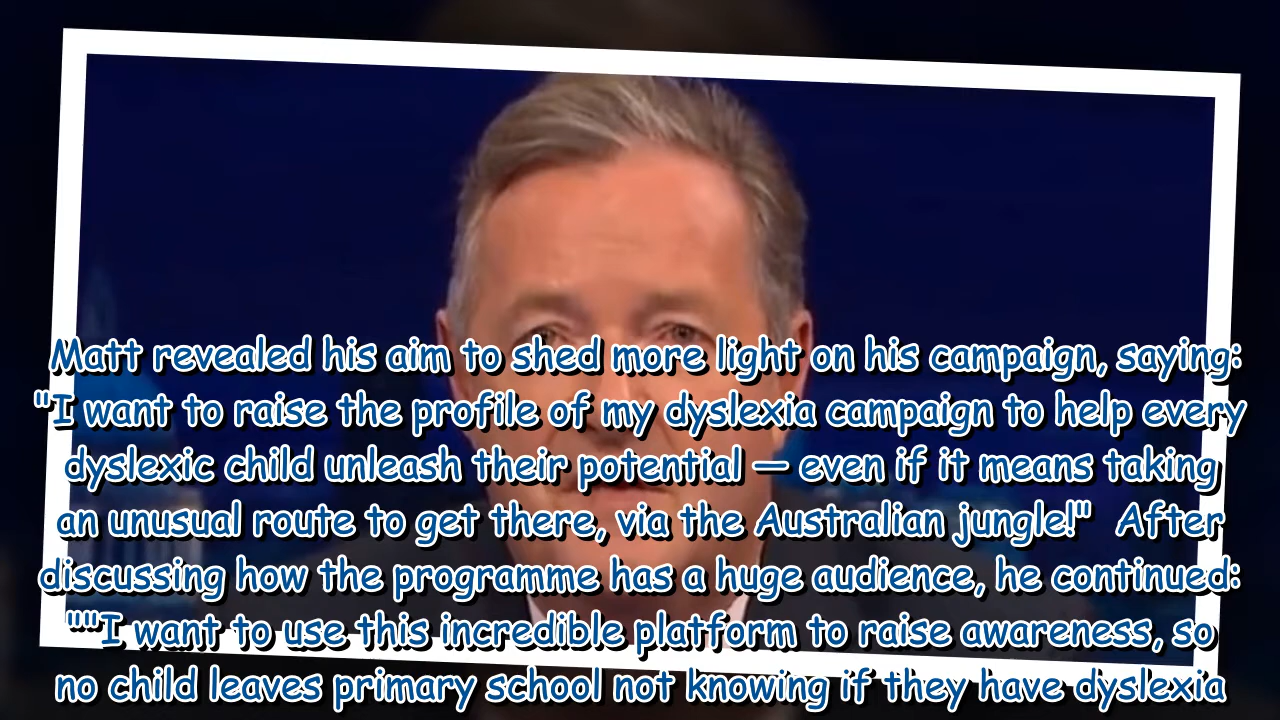 Matt revealed his aim to shed more light on his campaign, saying:
"I want to raise the profile of my dyslexia campaign to help every
dyslexic child unleash their potential — even if it means taking
an unusual route to get there, via the Australian jungle!"  After
discussing how the programme has a huge audience, he continued:
""I want to use this incredible platform to raise awareness, so
no child leaves primary school not knowing if they have dyslexia